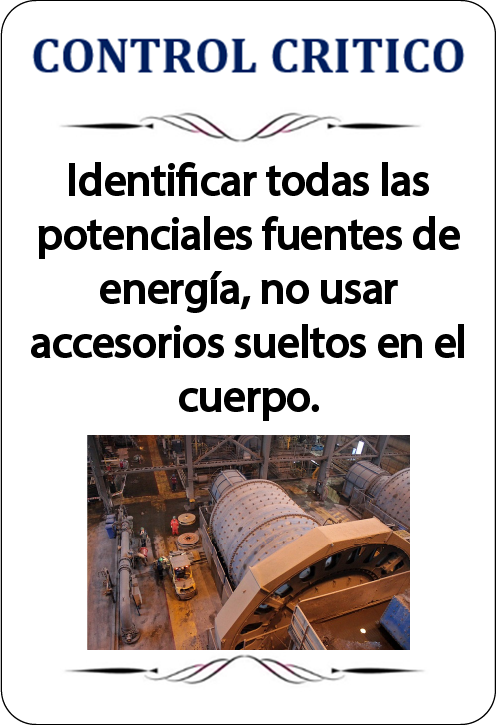 CONTROL CRITICO
Identificar todas las
potenciales fuentes de
energía, no usar
accesorios sueltos en el
cuerpo.